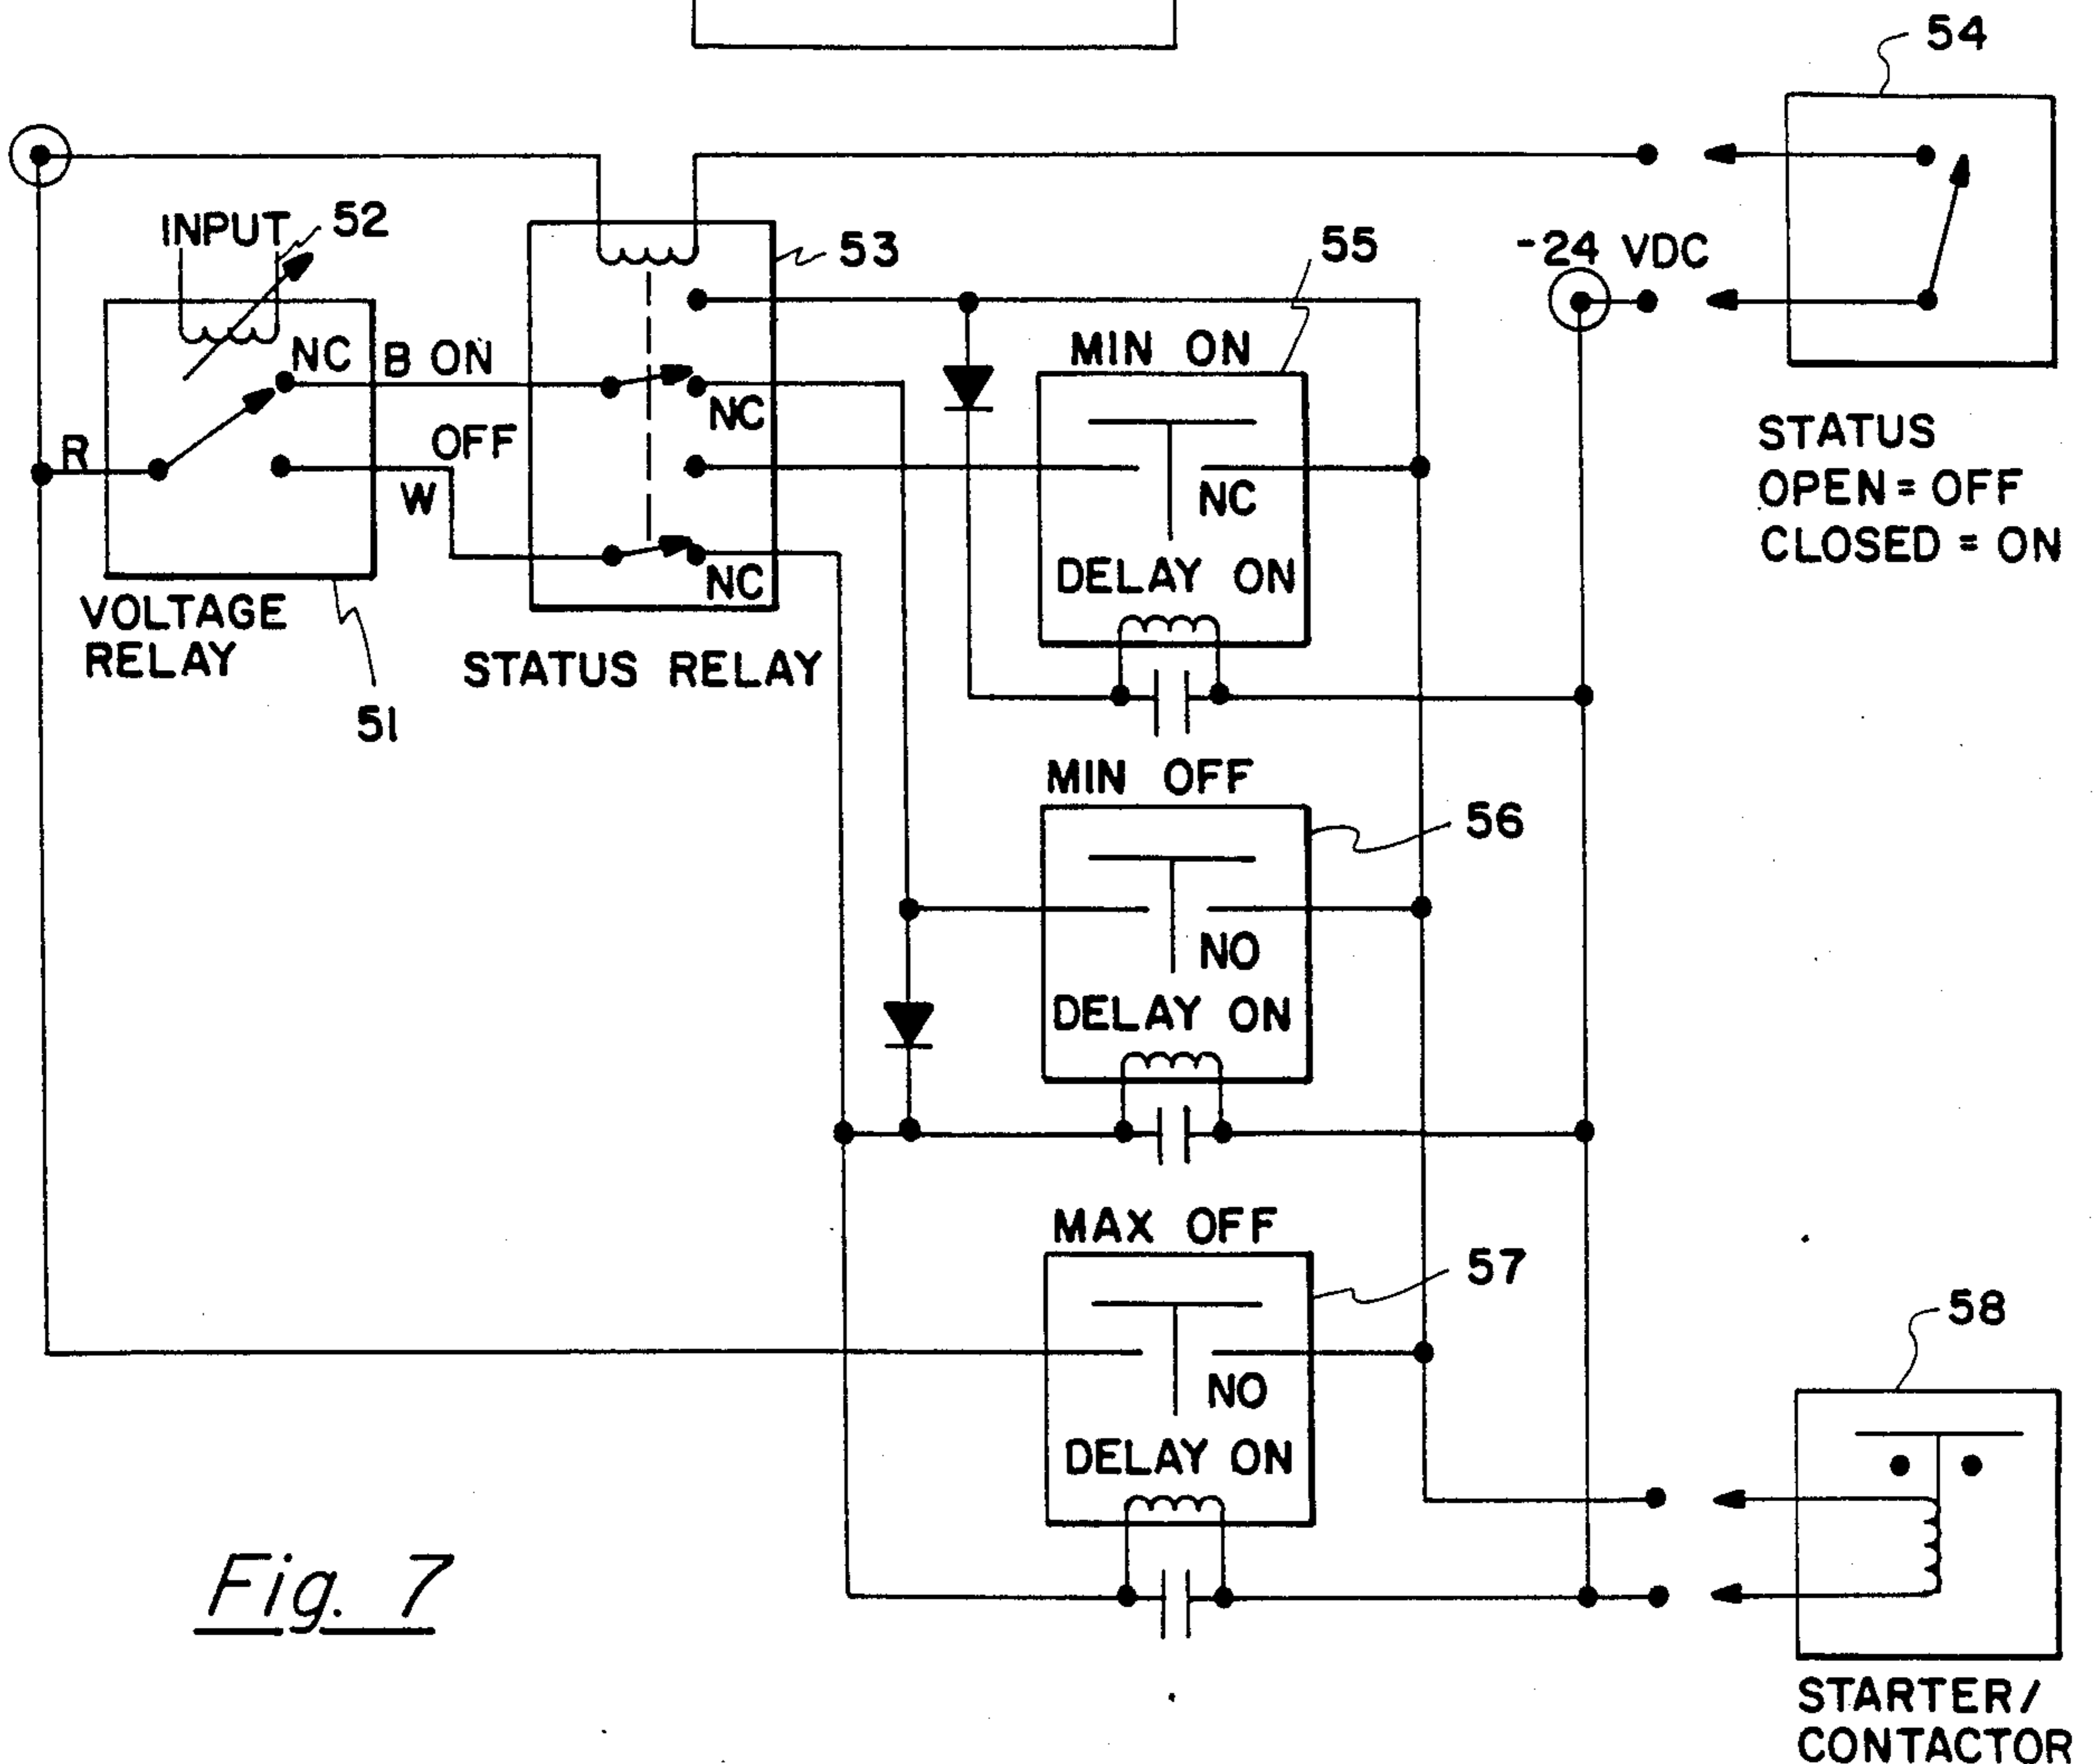 54
INPUT 52
53
55
-24 VDC
NC
B ON
MIN ON
R
OFF
NC
W
NC
STATUS
OPEN = OFF
CLOSED = ON
NC
DELAY ON
VOLTAGE
RELAY
STATUS RELAY
51
MIN OFF
56
NO
DELAY ON
MAX OFF
57
58
NO
DELAY ON
Fig. 7
STARTER/
CONTACTOR